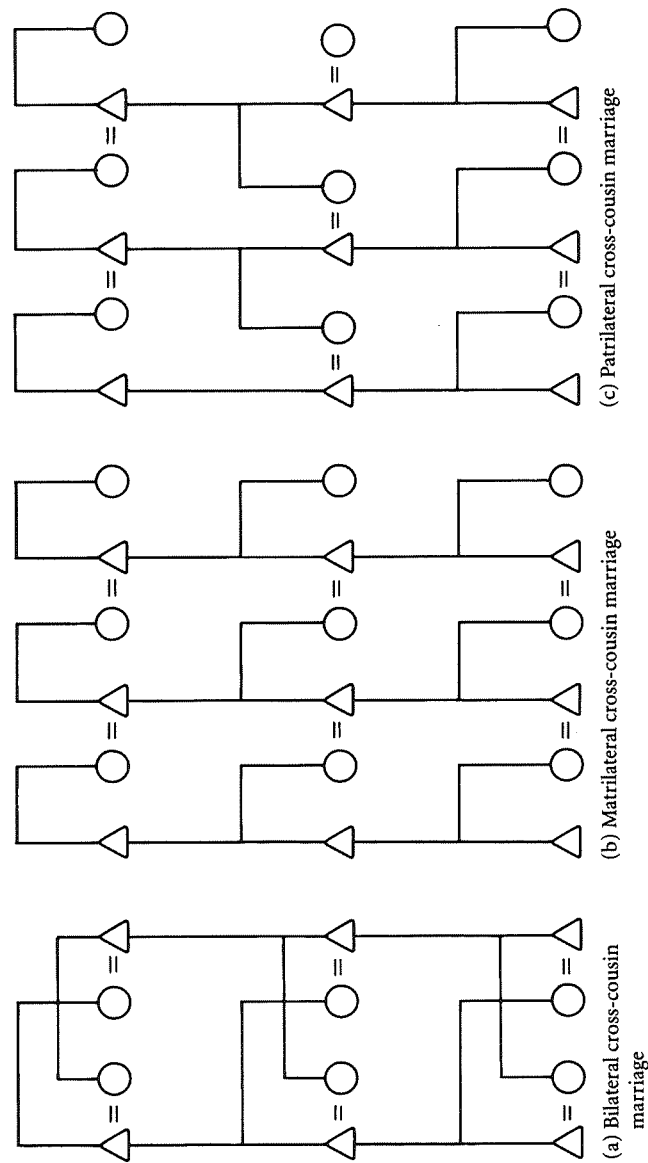 (a) Bilateral cross-cousin
marriage
(b) Matrilateral cross-cousin marriage
(c) Patrilateral cross-cousin marriage